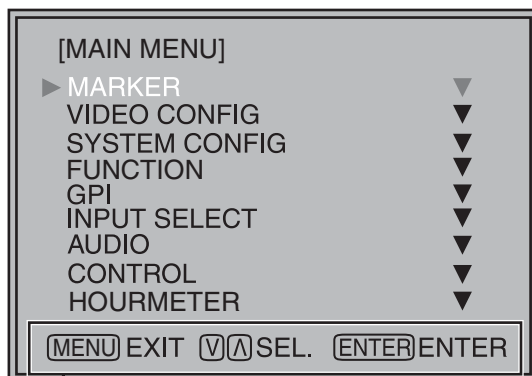 [MAIN MENU]
▶ MARKER ▼
VIDEO CONFIG ▼
SYSTEM CONFIG ▼
FUNCTION ▼
GPI ▼
INPUT SELECT ▼
AUDIO ▼
CONTROL ▼
HOURMETER ▼
MENU EXIT V Λ SEL. ENTER ENTER